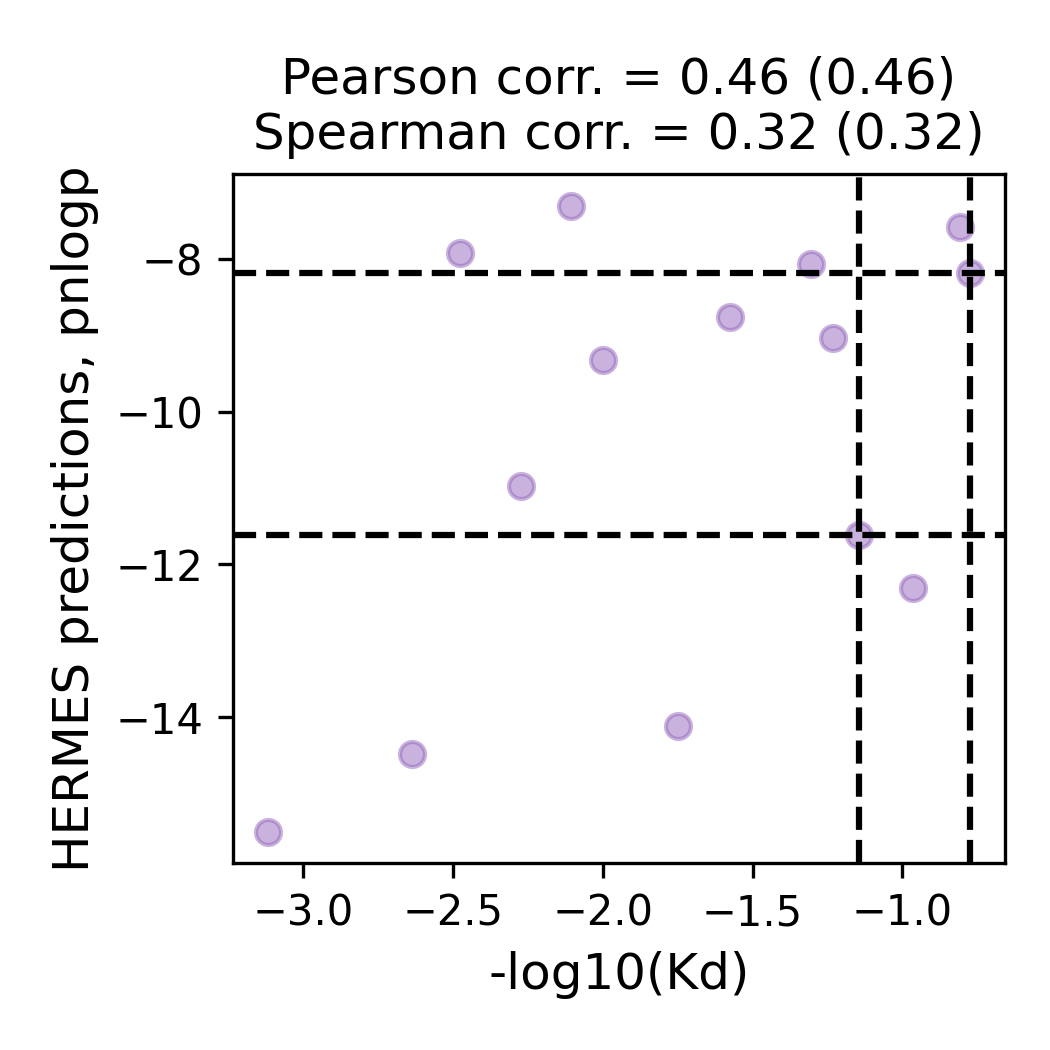 Pearson corr. = 0.46 (0.46)
Spearman corr. = 0.32 (0.32)
HERMES predictions, pnlogp
−8
−10
−12
−14
−3.0
−2.5
−2.0
−1.5
−1.0
-log10(Kd)